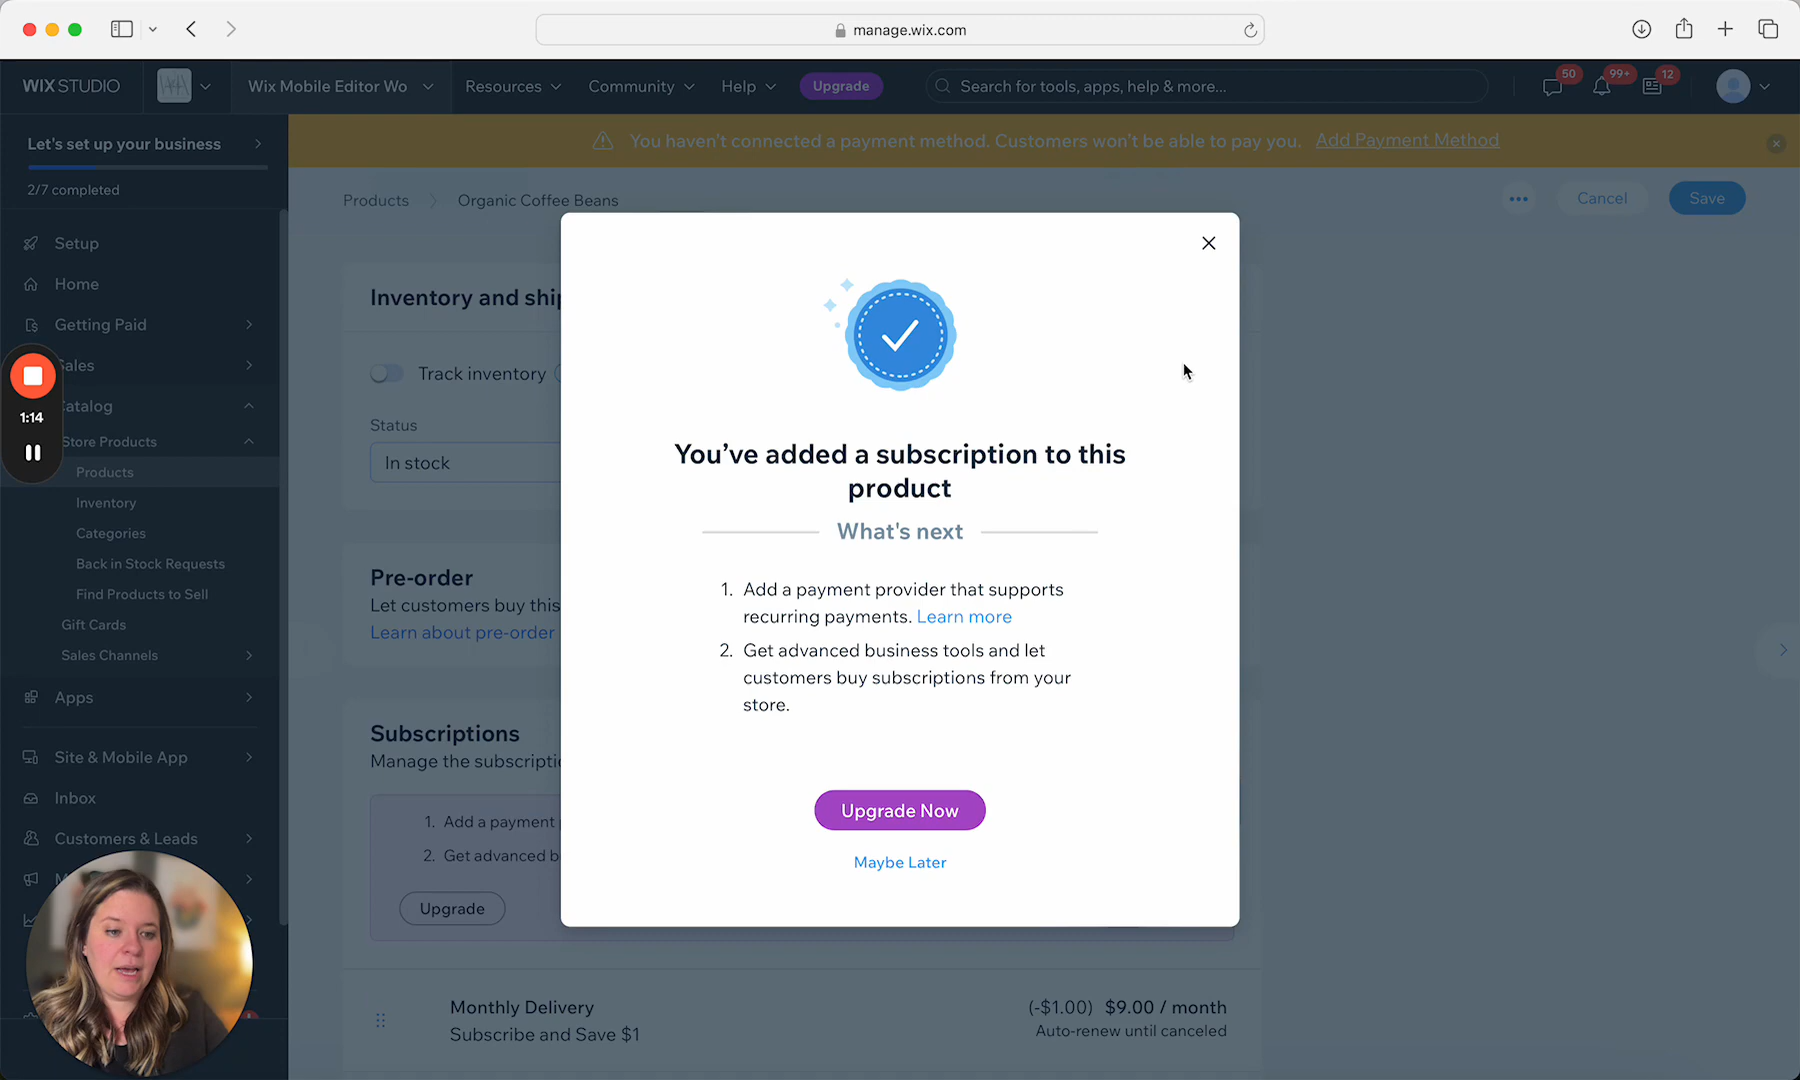 manage.wix.com
WIX STUDIO
Wix Mobile Editor Wo
Resources
Community
Help
Upgrade
Search for tools, apps, help & more...
50
99+
12
Let's set up your business
2/7 completed
You haven't connected a payment method. Customers won't be able to pay you. Add Payment Method
Products
Organic Coffee Beans
Cancel
Save
Setup
Home
Getting Paid
Sales
Catalog
Store Products
Products
Inventory
Categories
Back in Stock Requests
Find Products to Sell
Gift Cards
Sales Channels
Apps
Site & Mobile App
Inbox
Customers & Leads
1:14
Inventory and ship
Track inventory
Status
In stock
Pre-order
Let customers buy this
Learn about pre-order
Subscriptions
Manage the subscripti
1. Add a payment
2. Get advanced b
Upgrade
Monthly Delivery
Subscribe and Save $1
(-$1.00) $9.00 / month
Auto-renew until canceled
You've added a subscription to this
product
What's next
1. Add a payment provider that supports
recurring payments. Learn more
2. Get advanced business tools and let
customers buy subscriptions from your
store.
Upgrade Now
Maybe Later